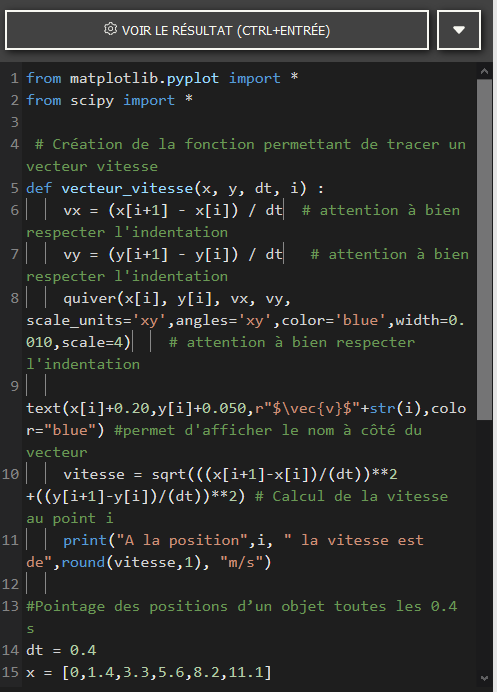 VOIR LE RÉSULTAT (CTRL+ENTRÉE)
1 from matplotlib.pyplot import *
2 from scipy import *
3
4 # Création de la fonction permettant de tracer un
vecteur vitesse
5 def vecteur_vitesse(x, y, dt, i) :
6 vx = (x[i+1] - x[i]) / dt # attention à bien
respecter l'indentation
7 vy = (y[i+1] - y[i]) / dt # attention à bien
respecter l'indentation
8 quiver(x[i], y[i], vx, vy,
scale_units='xy',angles='xy',color='blue',width=0.
010,scale=4) # attention à bien respecter
l'indentation
9
text(x[i]+0.20,y[i]+0.050,r"$\vec{v}$"+str(i),colo
r="blue") #permet d'afficher le nom à côté du
vecteur
10 vitesse = sqrt(((x[i+1]-x[i])/(dt))**2
+((y[i+1]-y[i])/(dt))**2) # Calcul de la vitesse
au point i
11 print("A la position",i, " la vitesse est
de",round(vitesse,1), "m/s")
12
13 #Pointage des positions d’un objet toutes les 0.4
s
14 dt = 0.4
15 x = [0,1.4,3.3,5.6,8.2,11.1]